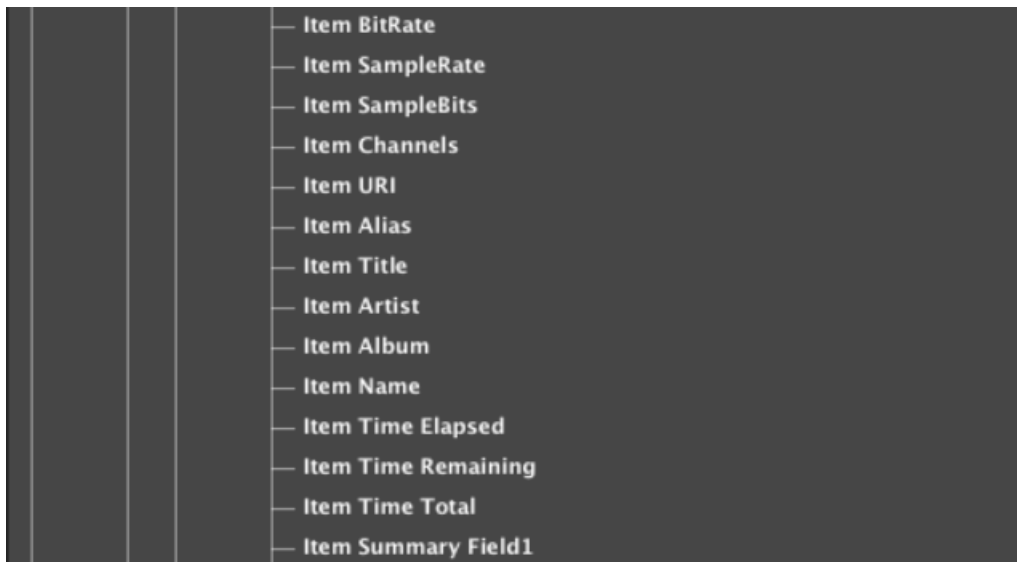 Item BitRate
Item SampleRate
Item SampleBits
Item Channels
Item URI
Item Alias
Item Title
Item Artist
Item Album
Item Name
Item Time Elapsed
Item Time Remaining
Item Time Total
Item Summary Field1